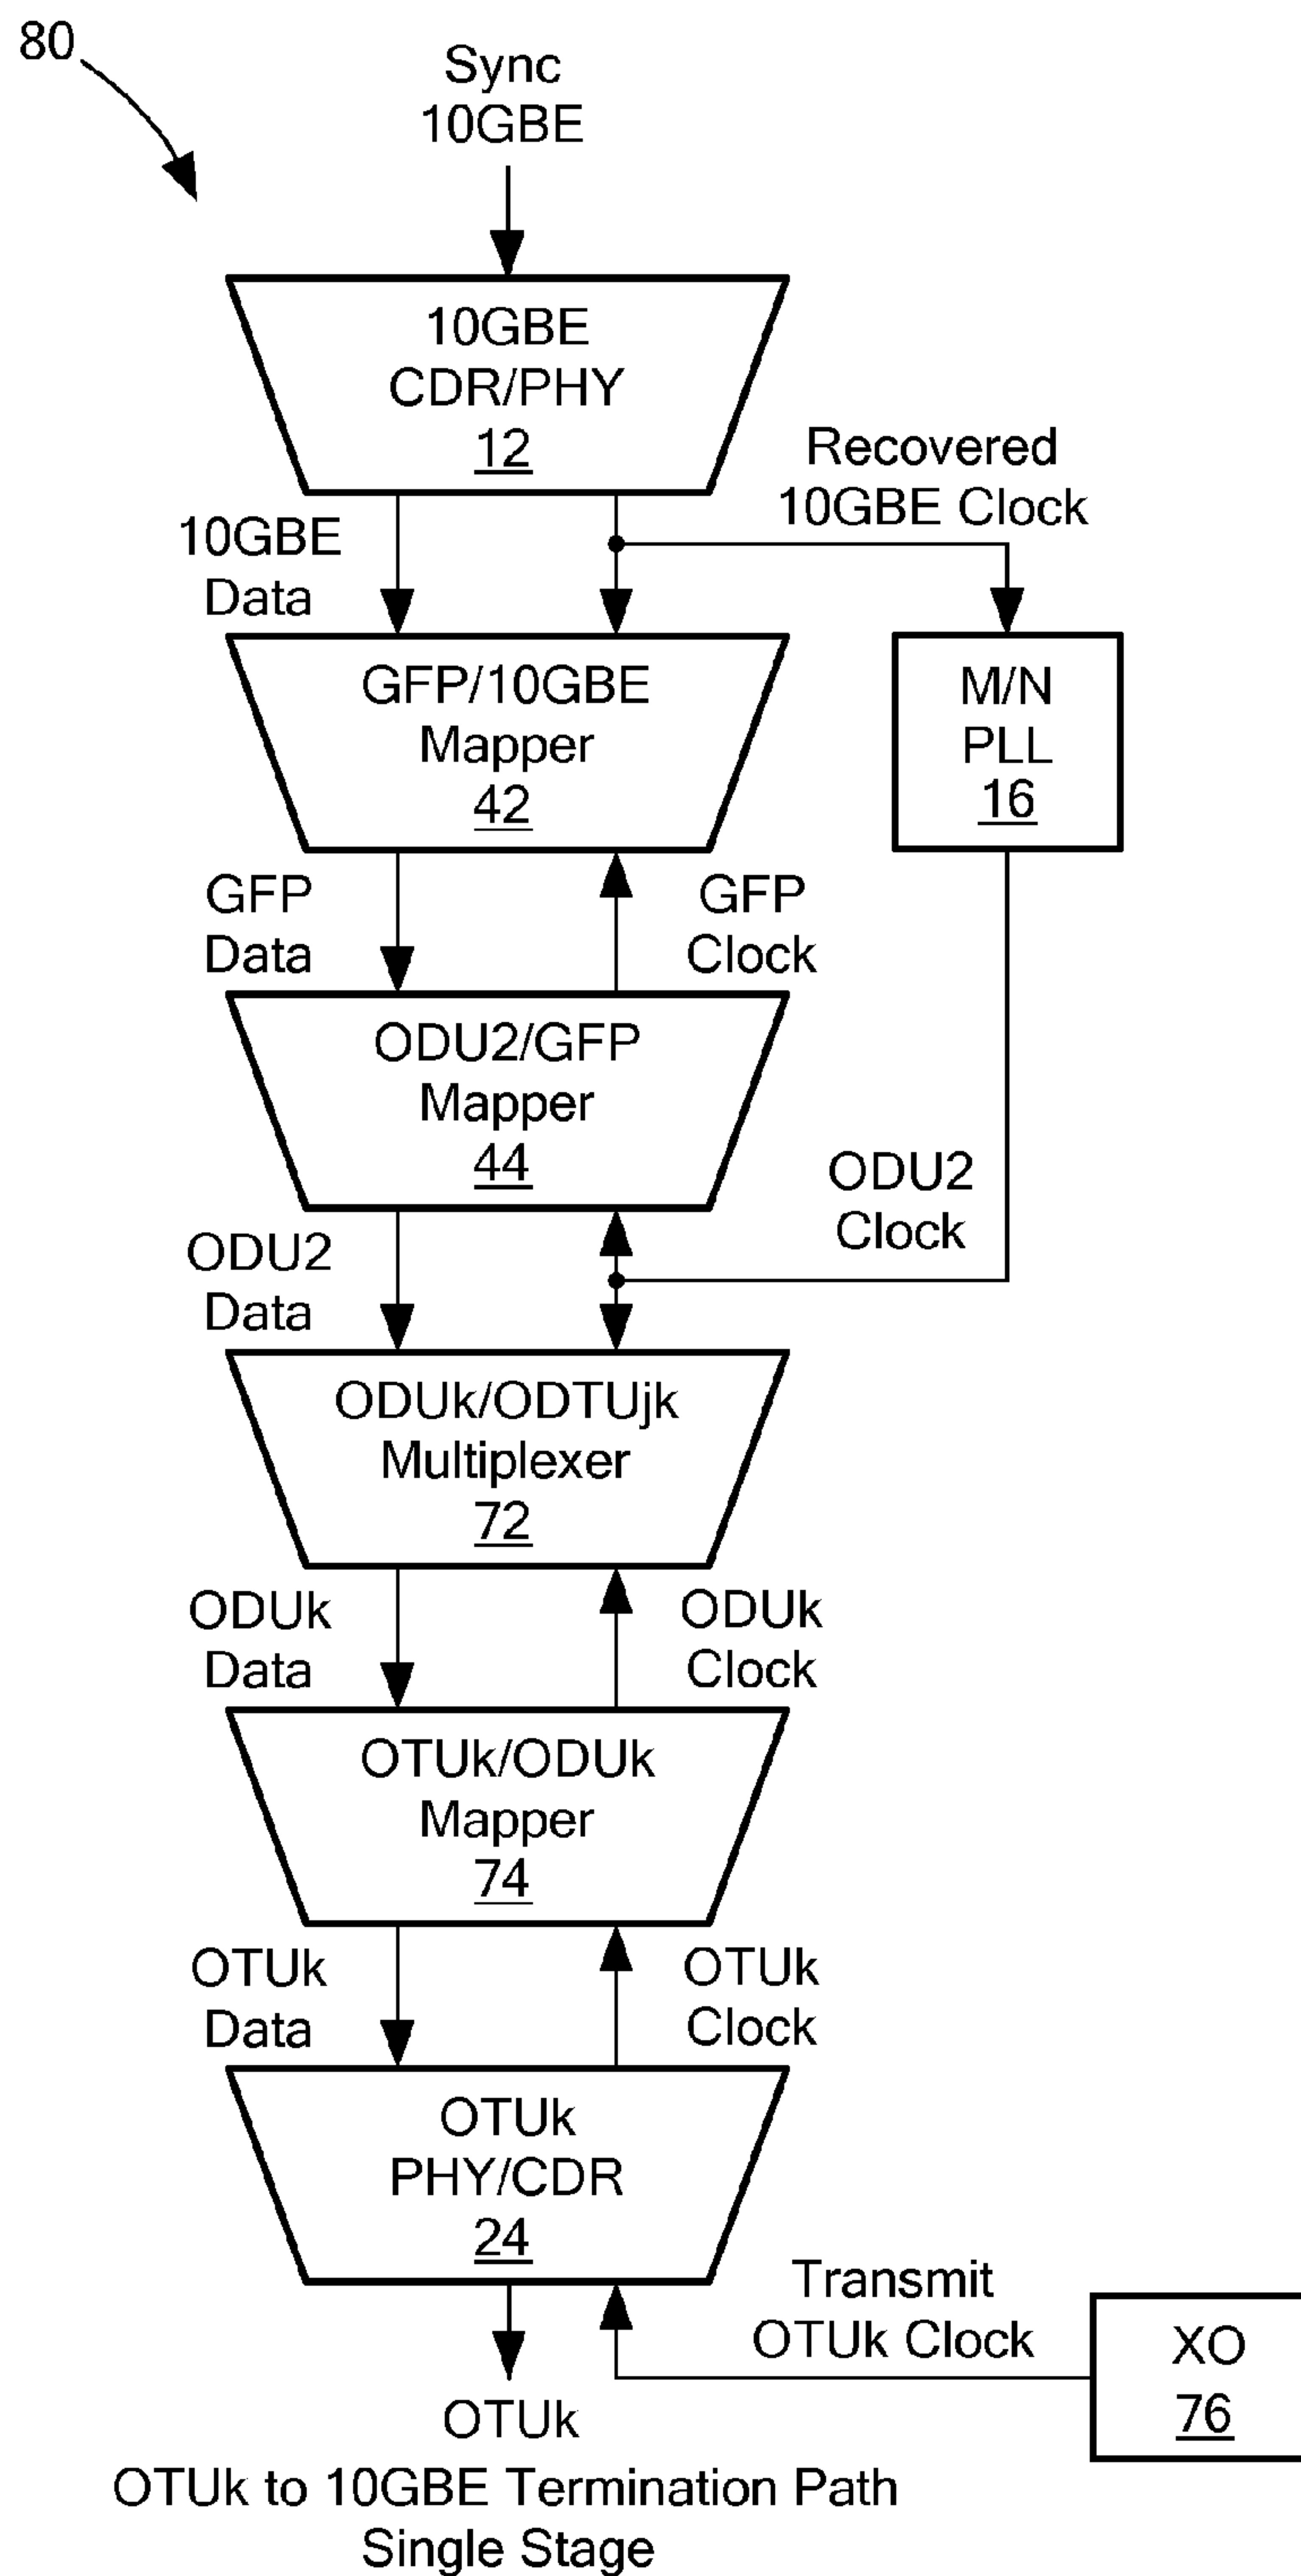 80
Sync
10GBE
10GBE
CDR/PHY
12
Recovered
10GBE Clock
10GBE
Data
GFP/10GBE
Mapper
42
M/N
PLL
16
GFP
Data
GFP
Clock
ODU2/GFP
Mapper
44
ODU2
Clock
ODU2
Data
ODUk/ODTUjk
Multiplexer
72
ODUk
Data
ODUk
Clock
OTUk/ODUk
Mapper
74
OTUk
Data
OTUk
Clock
OTUk
PHY/CDR
24
Transmit
OTUk Clock
XO
76
OTUk
OTUk to 10GBE Termination Path
Single Stage